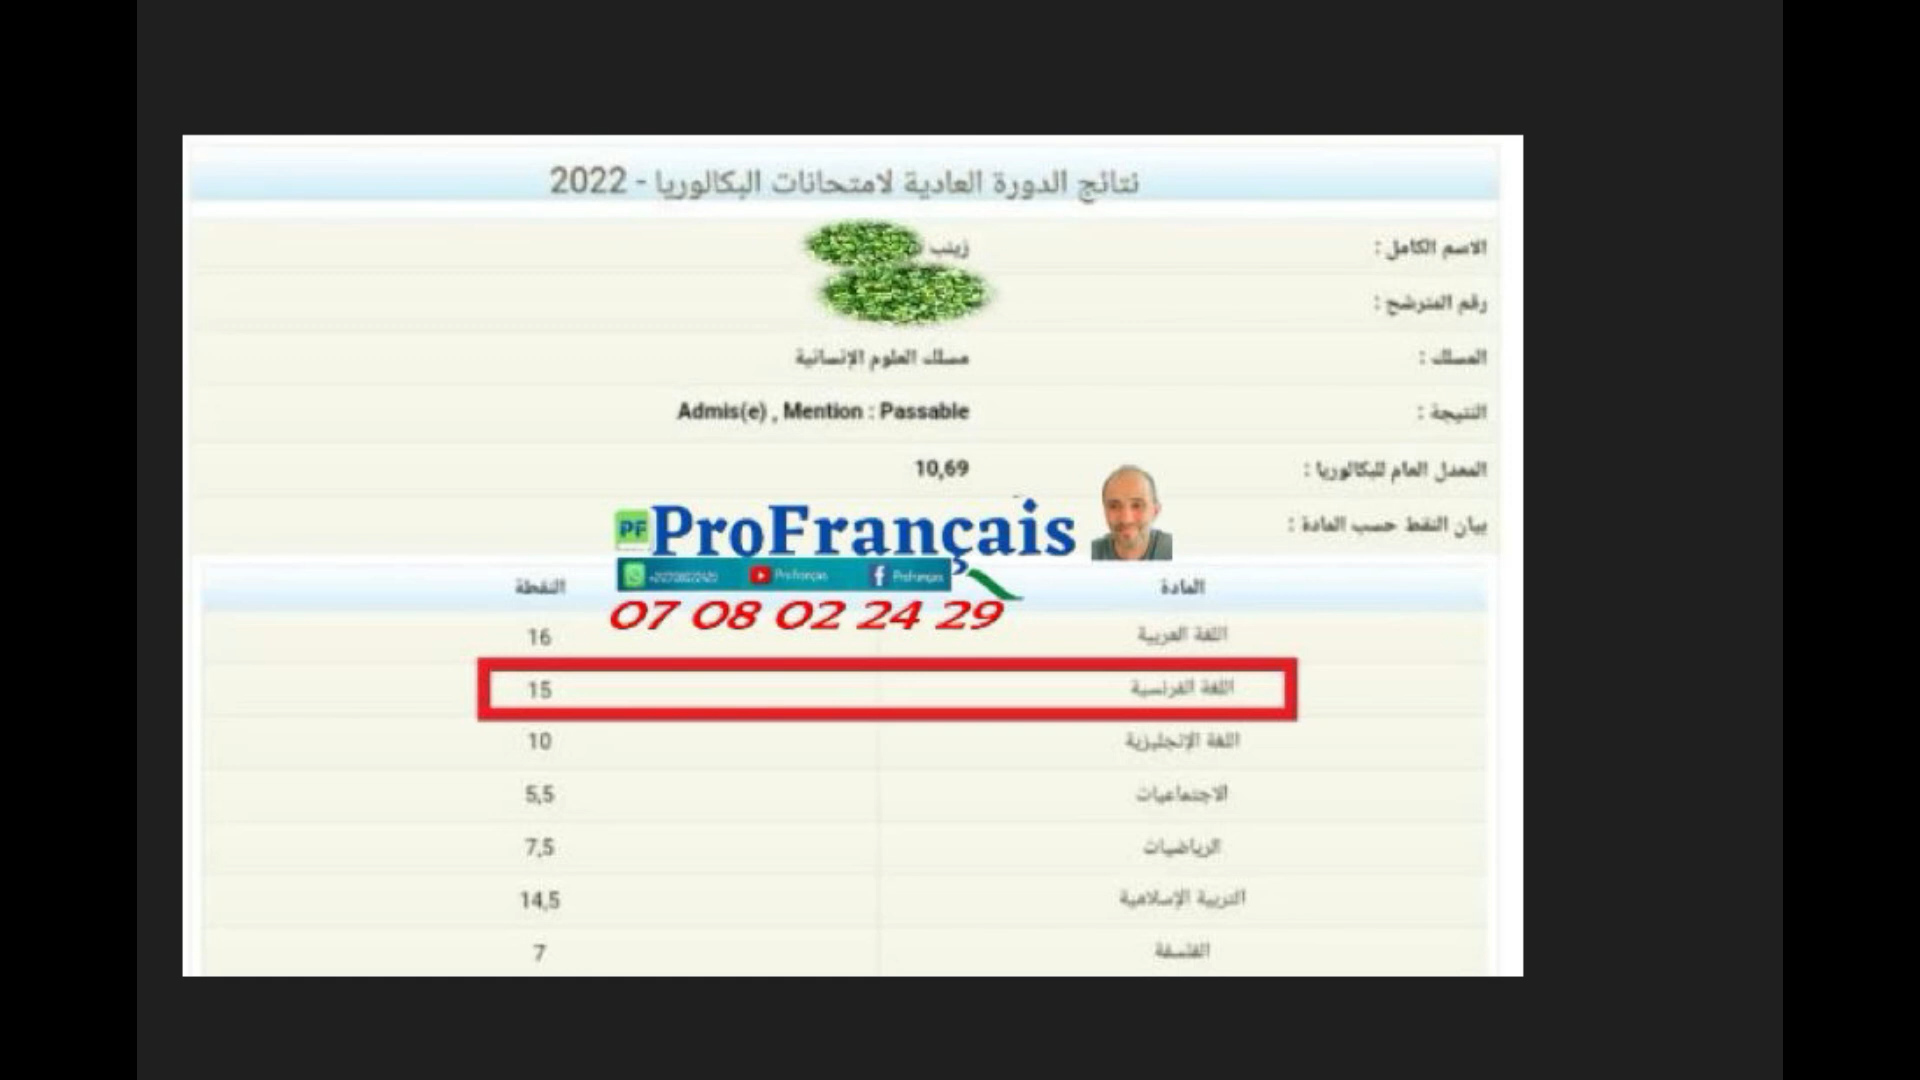 نتائج الدورة العادية لامتحانات البكالوريا - 2022
الاسم الكامل : زينب
رقم المترشح :
المسلك : مسلك العلوم الإنسانية
النتيجة : Admis(e) , Mention : Passable
المعدل العام للبكالوريا : 10,69
بيان النقط حسب المادة :
PF ProFrançais
ProFrançais ProFrançais
07 08 02 24 29
المادة النقطة
اللغة العربية 16
اللغة الفرنسية 15
اللغة الإنجليزية 10
الاجتماعيات 5,5
الرياضيات 7,5
التربية الإسلامية 14,5
الفلسفة 7